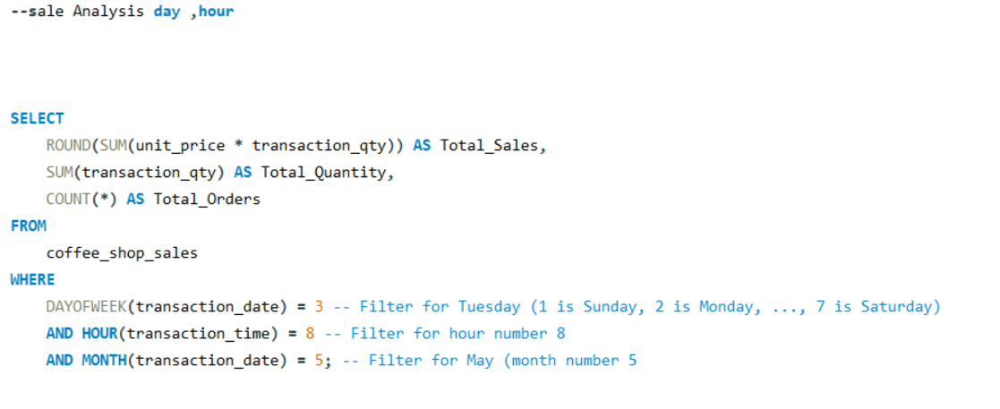 --sale Analysis day ,hour
SELECT
ROUND(SUM(unit_price * transaction_qty)) AS Total_Sales,
SUM(transaction_qty) AS Total_Quantity,
COUNT(*) AS Total_Orders
FROM
coffee_shop_sales
WHERE
DAYOFWEEK(transaction_date) = 3 -- Filter for Tuesday (1 is Sunday, 2 is Monday, ..., 7 is Saturday)
AND HOUR(transaction_time) = 8 -- Filter for hour number 8
AND MONTH(transaction_date) = 5; -- Filter for May (month number 5